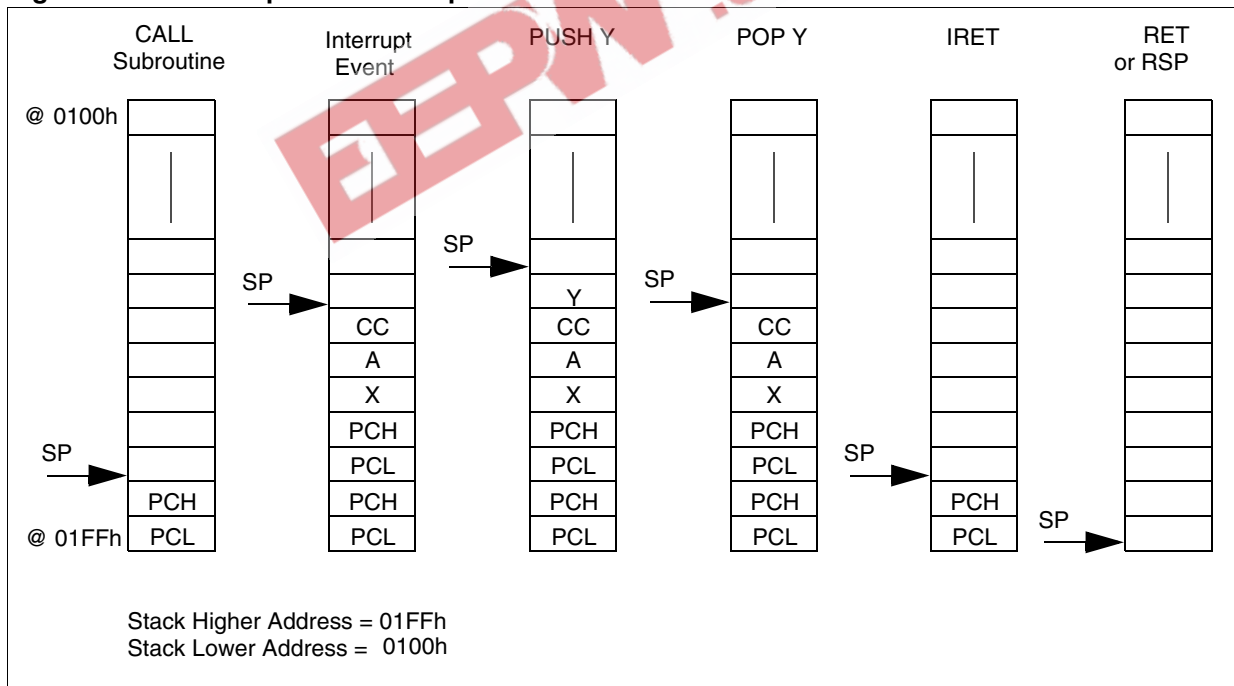 CALL
Subroutine
Interrupt
Event
PUSH Y
POP Y
IRET
RET
or RSP
@ 0100h
SP
SP
SP
Y
CC
CC
CC
A
A
A
X
X
X
PCH
PCH
PCH
SP
SP
PCL
PCL
PCL
PCH
PCH
PCH
PCH
PCH
SP
@ 01FFh
PCL
PCL
PCL
PCL
PCL
Stack Higher Address = 01FFh
Stack Lower Address = 0100h
EEPW